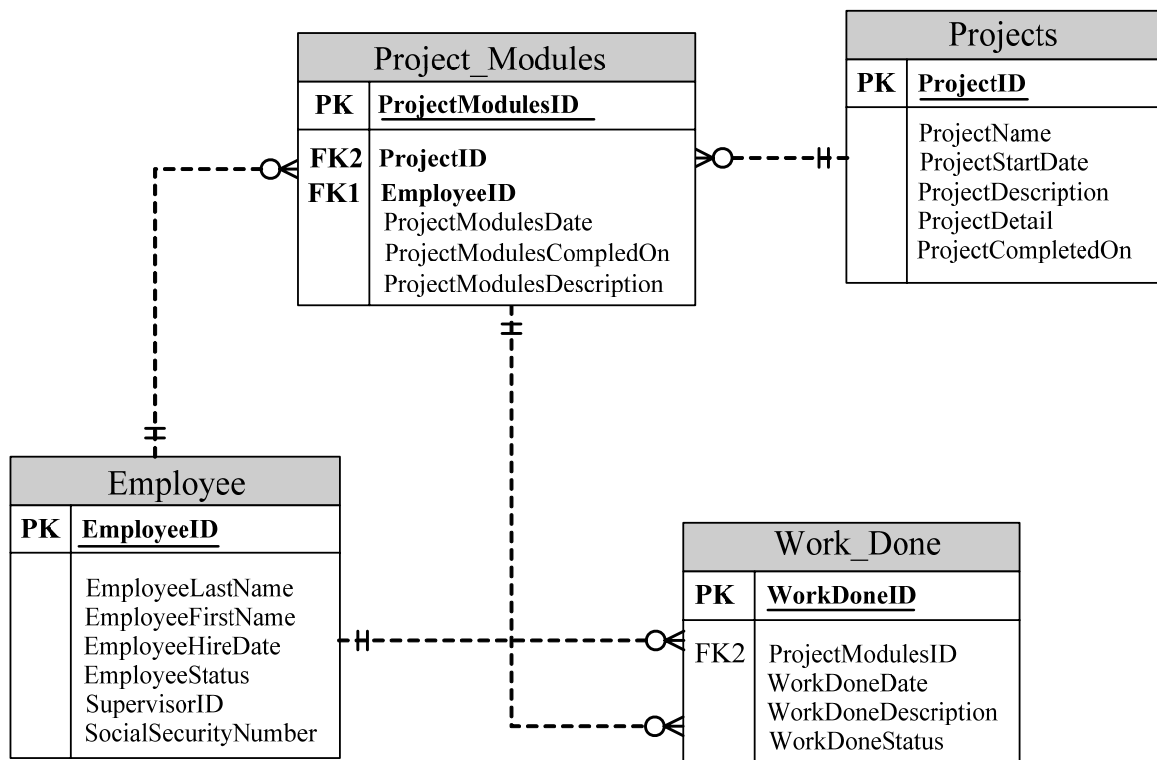 Project_Modules
PK ProjectModulesID
FK2 ProjectID
FK1 EmployeeID
ProjectModulesDate
ProjectModulesCompledOn
ProjectModulesDescription
Projects
PK ProjectID
ProjectName
ProjectStartDate
ProjectDescription
ProjectDetail
ProjectCompletedOn
Employee
PK EmployeeID
EmployeeLastName
EmployeeFirstName
EmployeeHireDate
EmployeeStatus
SupervisorID
SocialSecurityNumber
Work_Done
PK WorkDoneID
FK2 ProjectModulesID
WorkDoneDate
WorkDoneDescription
WorkDoneStatus